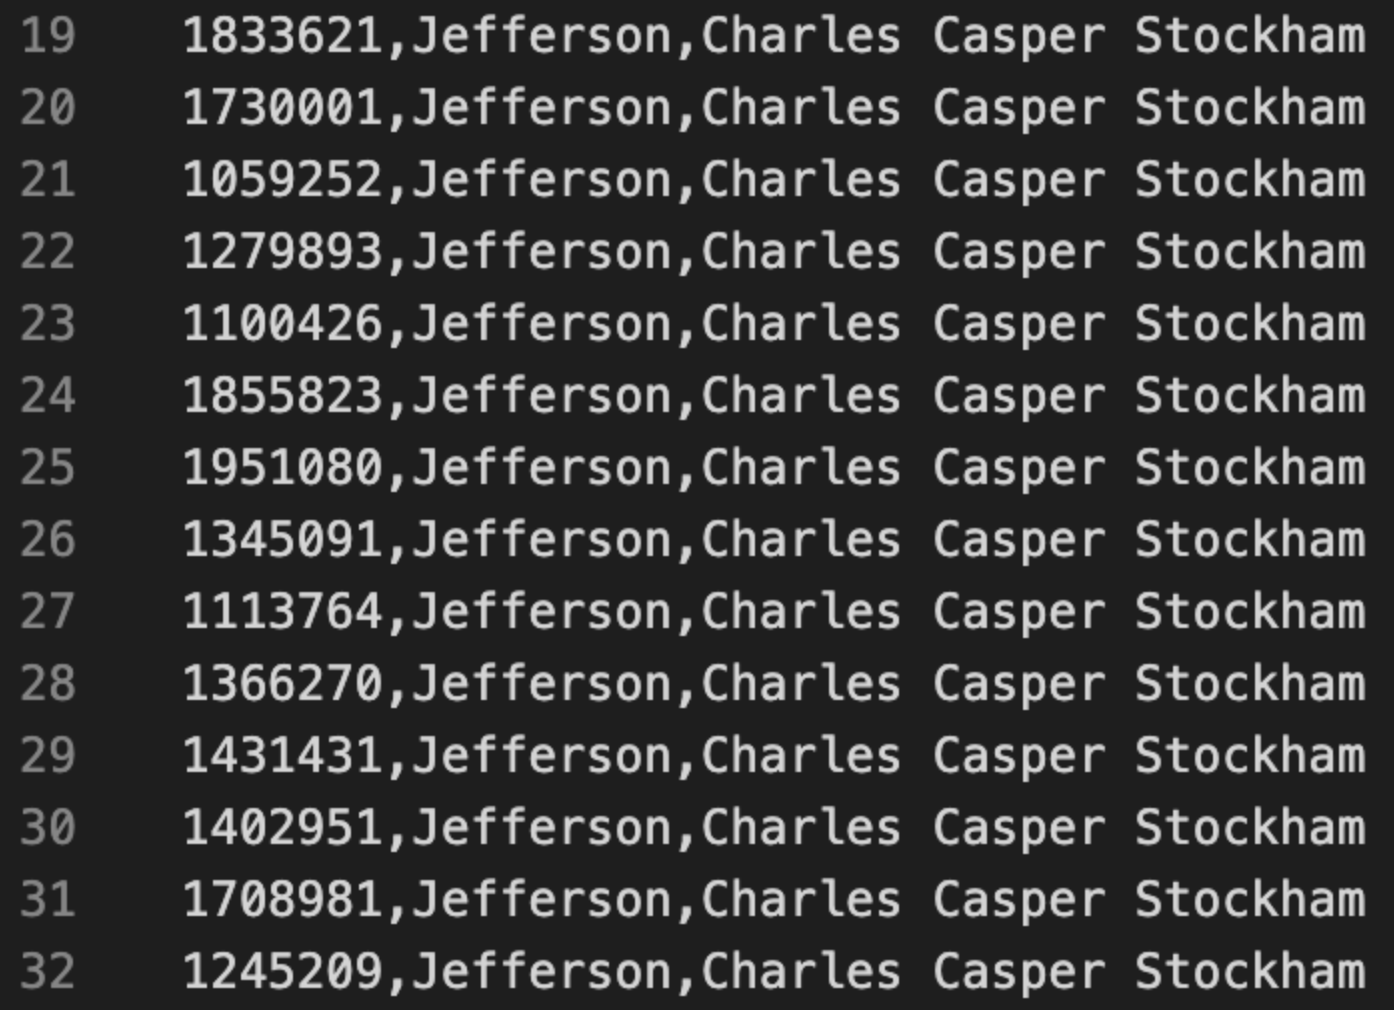 19 1833621,Jefferson,Charles Casper Stockham
20 1730001,Jefferson,Charles Casper Stockham
21 1059252,Jefferson,Charles Casper Stockham
22 1279893,Jefferson,Charles Casper Stockham
23 1100426,Jefferson,Charles Casper Stockham
24 1855823,Jefferson,Charles Casper Stockham
25 1951080,Jefferson,Charles Casper Stockham
26 1345091,Jefferson,Charles Casper Stockham
27 1113764,Jefferson,Charles Casper Stockham
28 1366270,Jefferson,Charles Casper Stockham
29 1431431,Jefferson,Charles Casper Stockham
30 1402951,Jefferson,Charles Casper Stockham
31 1708981,Jefferson,Charles Casper Stockham
32 1245209,Jefferson,Charles Casper Stockham